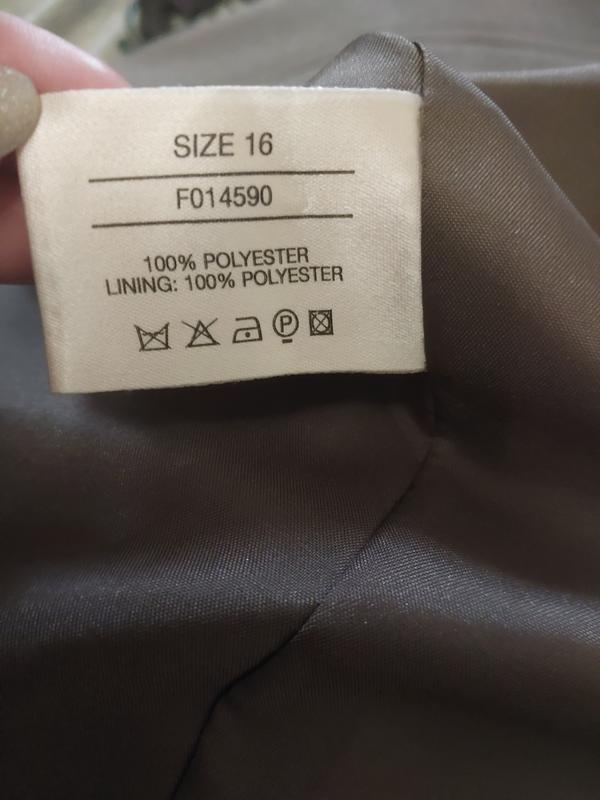 SIZE 16
F014590
100% POLYESTER
LINING: 100% POLYESTER
P